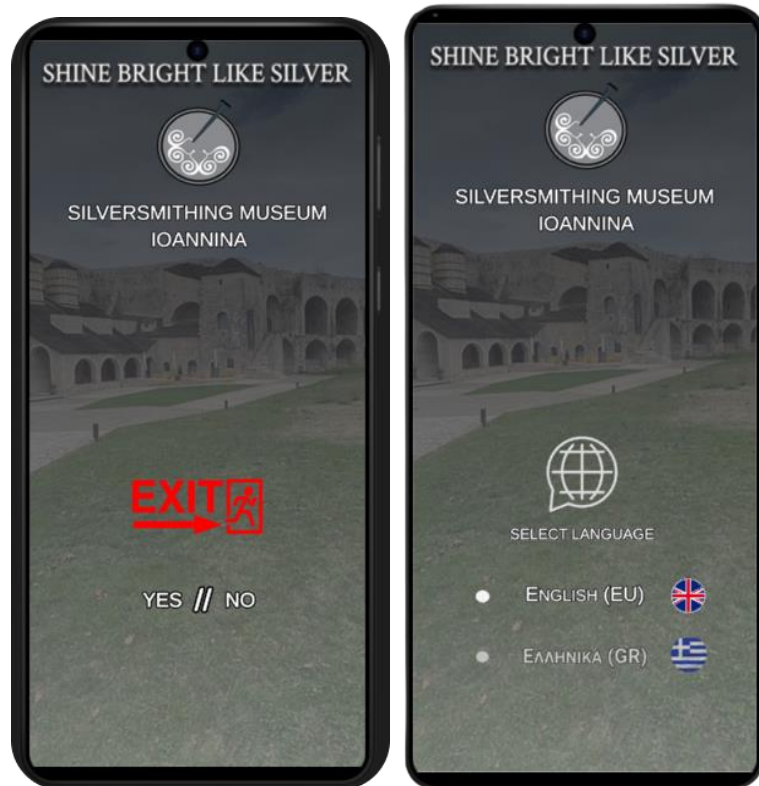 SHINE BRIGHT LIKE SILVER
SILVERSMITHING MUSEUM
IOANNINA
EXIT
YES // NO
SHINE BRIGHT LIKE SILVER
SILVERSMITHING MUSEUM
IOANNINA
SELECT LANGUAGE
ENGLISH (EU)
ΕΛΛΗΝΙΚΑ (GR)